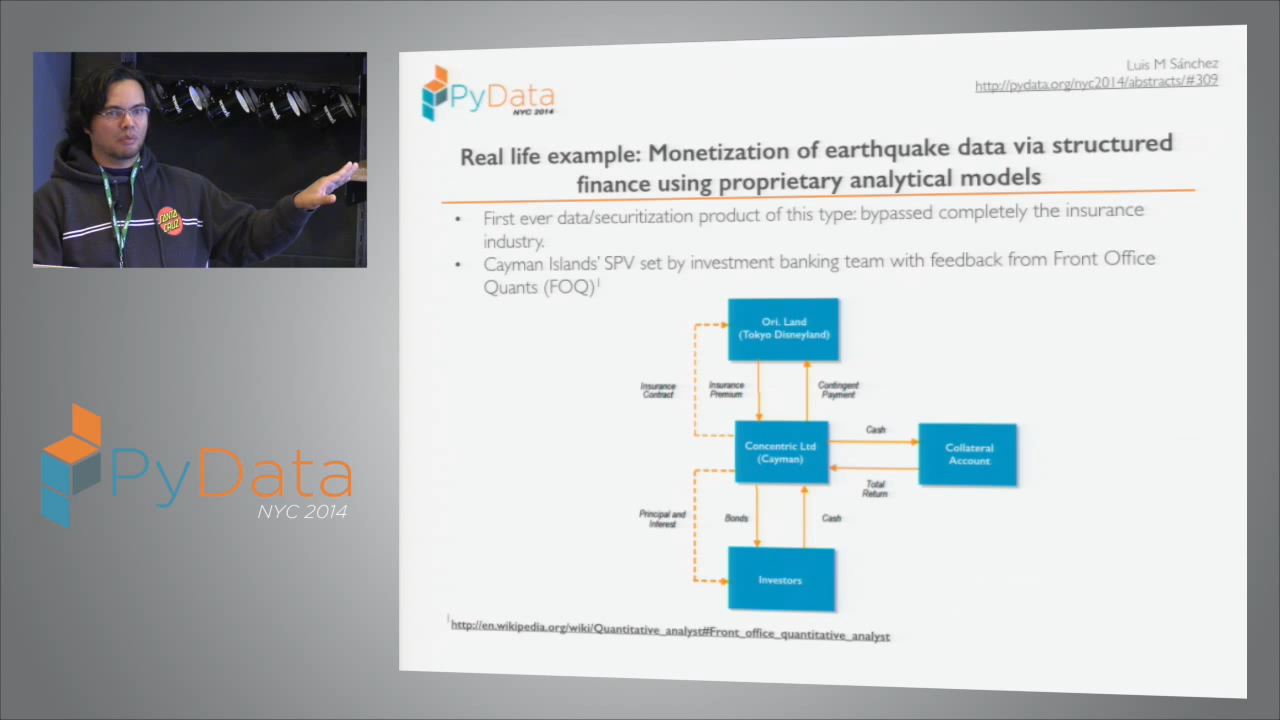 SANTA
CRUZ
PyData
NYC 2014
PyData
NYC 2014
Luis M Sánchez
http://pydata.org/nyc2014/abstracts/#309
Real life example: Monetization of earthquake data via structured
finance using proprietary analytical models
• First ever data/securitization product of this type: bypassed completely the insurance
industry.
• Cayman Islands' SPV set by investment banking team with feedback from Front Office
Quants (FOQ)¹
Ori. Land
(Tokyo Disneyland)
Insurance
Contract
Insurance
Premium
Contingent
Payment
Concentric Ltd
(Cayman)
Cash
Collateral
Account
Total
Return
Principal and
Interest
Bonds
Cash
Investors
¹http://en.wikipedia.org/wiki/Quantitative_analyst#Front_office_quantitative_analyst